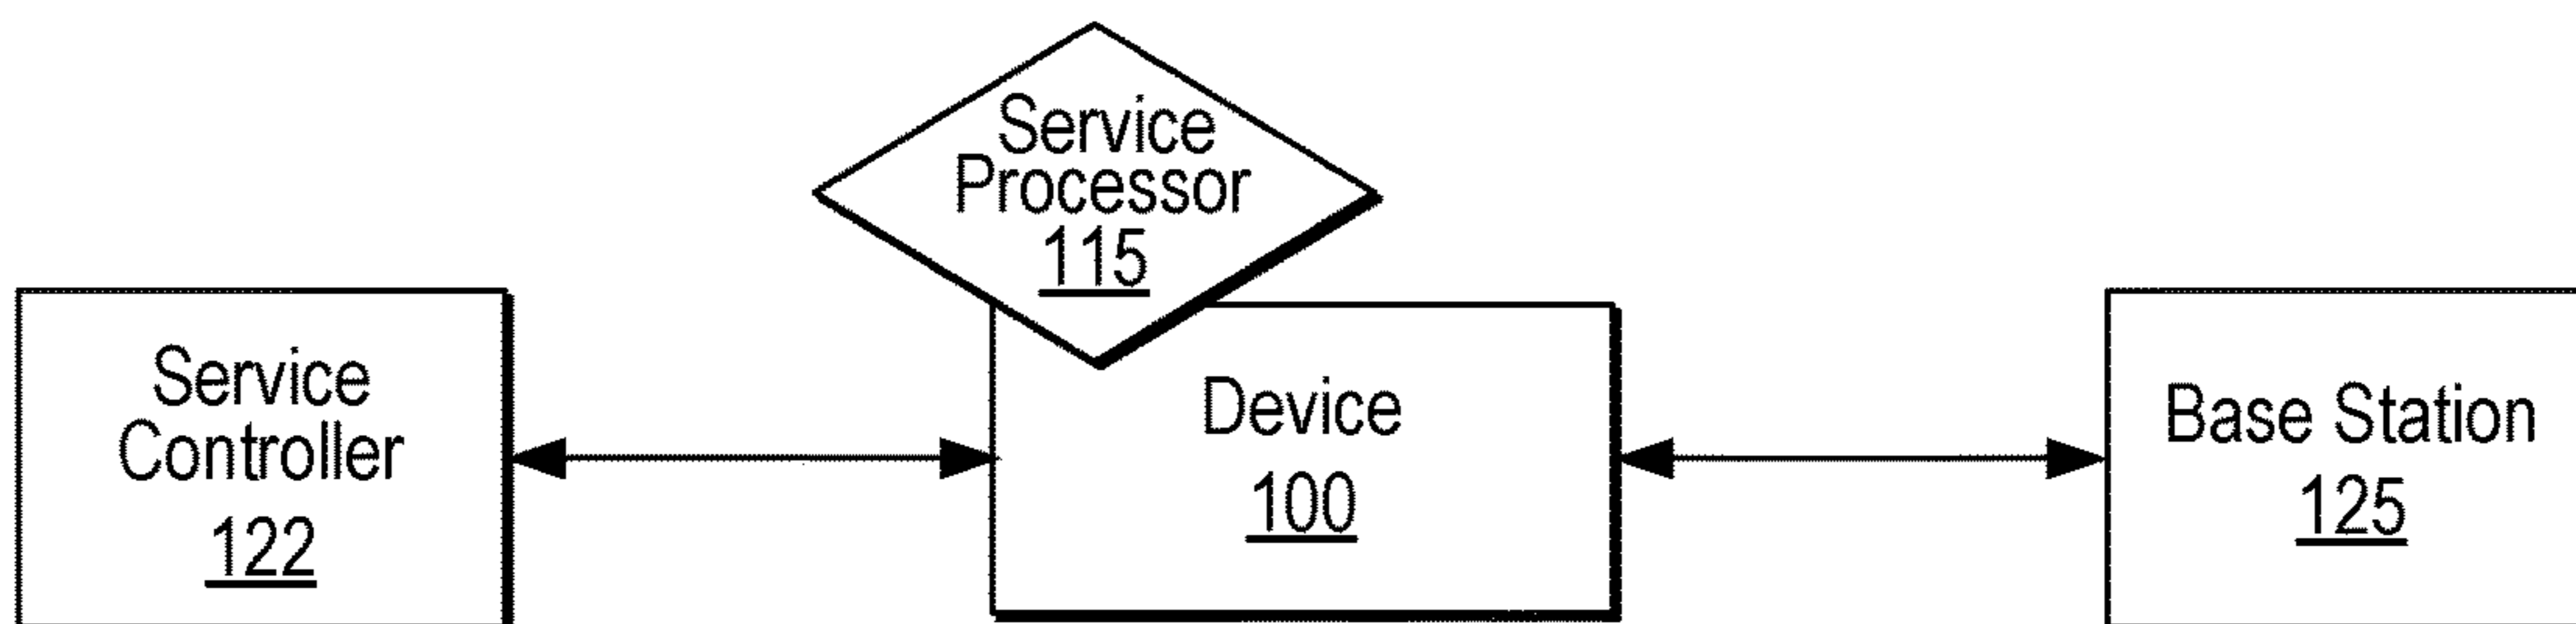 Service
Processor
115
Service
Controller
122
Device
100
Base Station
125